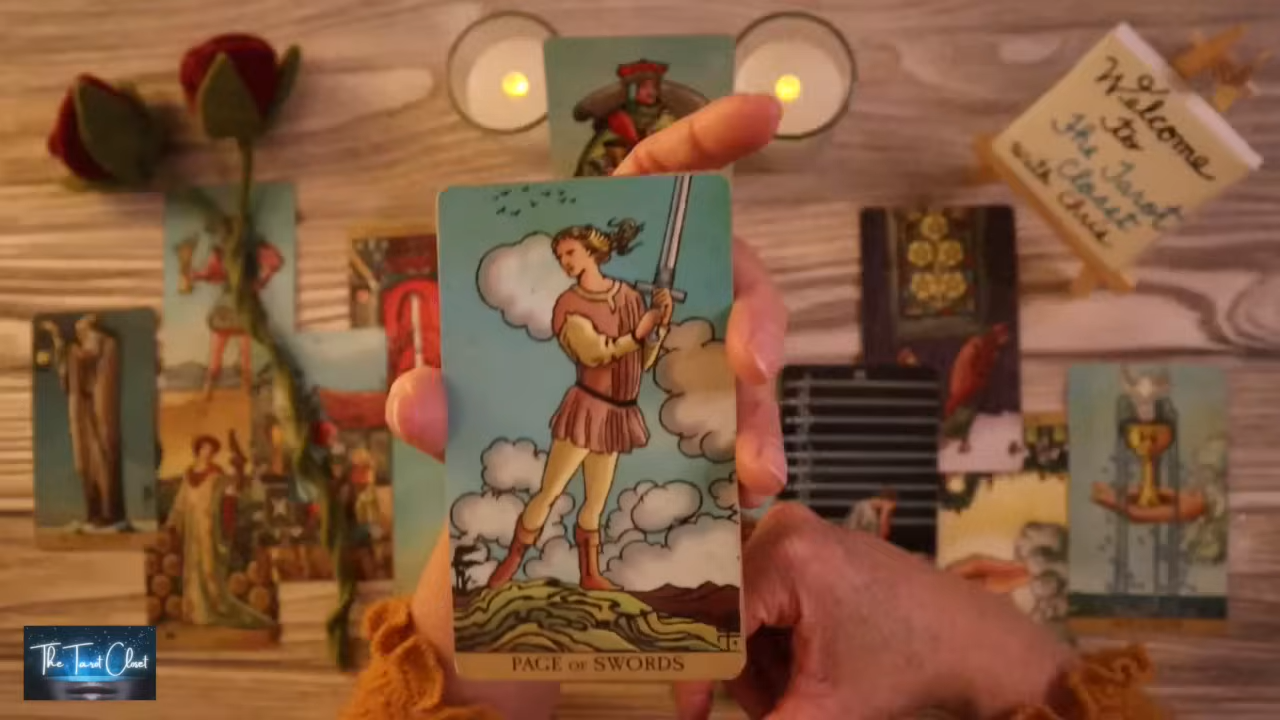 Welcome
To
The Tarot
Closet
with Chris
PAGE OF SWORDS
The Tarot Closet